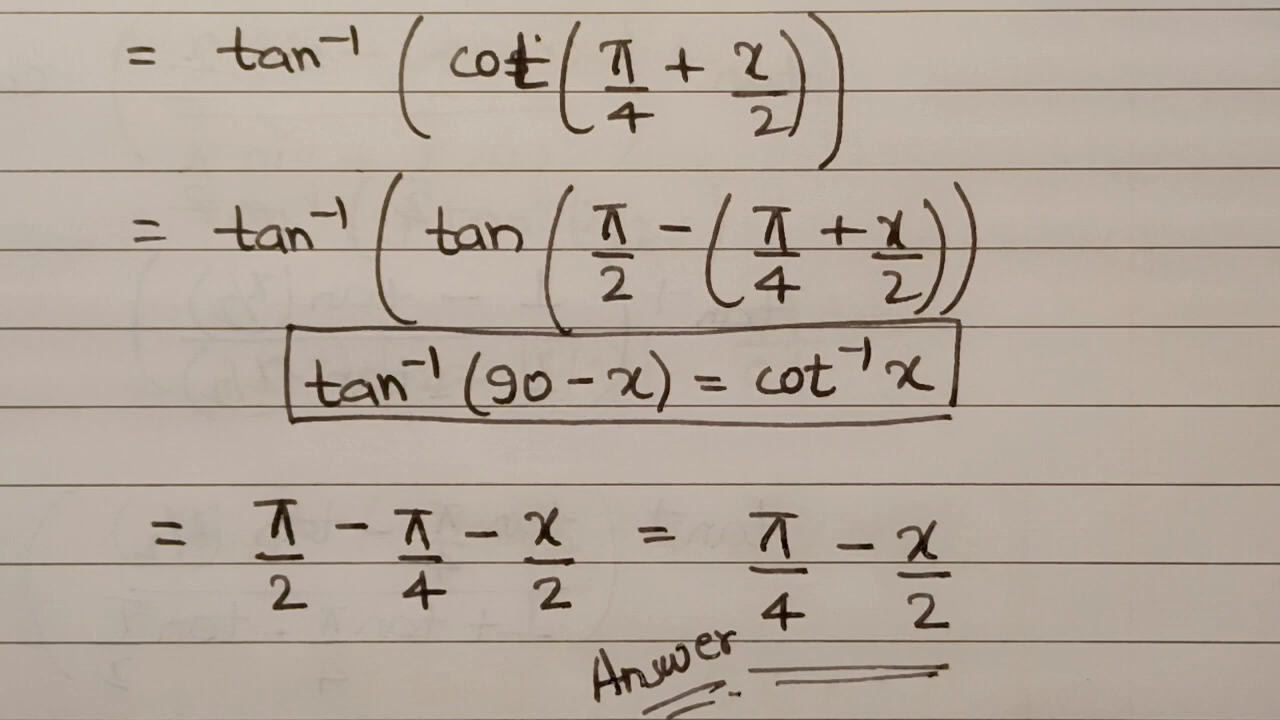 = tan⁻¹ ( cot ( π/4 + x/2 ) )
= tan⁻¹ ( tan ( π/2 - ( π/4 + x/2 ) )
tan⁻¹ (90 - x) = cot⁻¹ x
= π/2 - π/4 - x/2 = π/4 - x/2
Answer